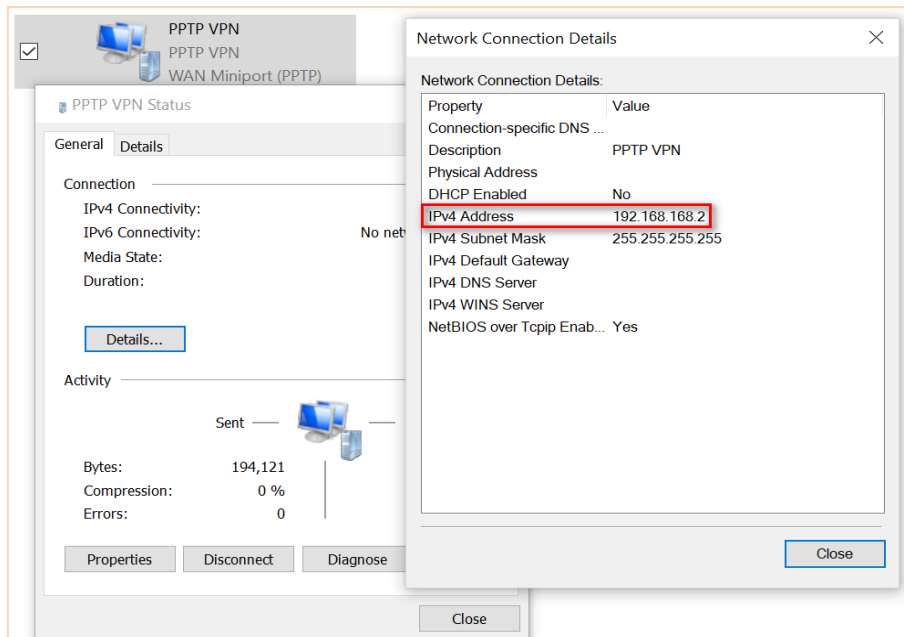 PPTP VPN
PPTP VPN
WAN Miniport (PPTP)
PPTP VPN Status
General Details
Connection
IPv4 Connectivity:
IPv6 Connectivity: No net
Media State:
Duration:
Details...
Activity
Sent
Bytes: 194,121
Compression: 0 %
Errors: 0
Properties Disconnect Diagnose
Close
Network Connection Details
Network Connection Details:
Property Value
Connection-specific DNS ...
Description PPTP VPN
Physical Address
DHCP Enabled No
IPv4 Address 192.168.168.2
IPv4 Subnet Mask 255.255.255.255
IPv4 Default Gateway
IPv4 DNS Server
IPv4 WINS Server
NetBIOS over Tcpip Enab... Yes
Close